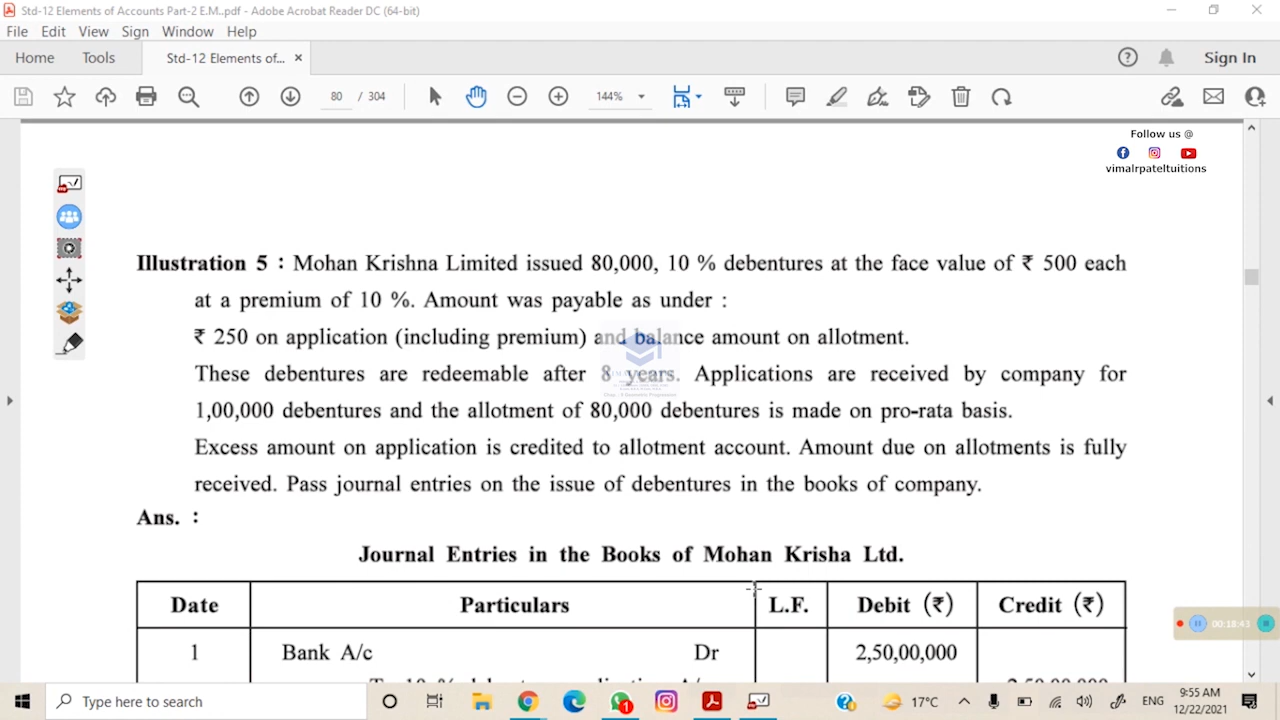 Std-12 Elements of Accounts Part-2 E.M..pdf - Adobe Acrobat Reader DC (64-bit)
File Edit View Sign Window Help
Home Tools Std-12 Elements of... × Sign In
80 / 304 144%
Follow us @
vimalrpateltuitions
Illustration 5 : Mohan Krishna Limited issued 80,000, 10 % debentures at the face value of ₹ 500 each
at a premium of 10 %. Amount was payable as under :
₹ 250 on application (including premium) and balance amount on allotment.
These debentures are redeemable after 8 years. Applications are received by company for
1,00,000 debentures and the allotment of 80,000 debentures is made on pro-rata basis.
Excess amount on application is credited to allotment account. Amount due on allotments is fully
received. Pass journal entries on the issue of debentures in the books of company.
Ans. :
Journal Entries in the Books of Mohan Krisha Ltd.
Date Particulars L.F. Debit (₹) Credit (₹)
1 Bank A/c Dr 2,50,00,000
00:18:43
Type here to search 1 17°C ENG 9:55 AM
12/22/2021